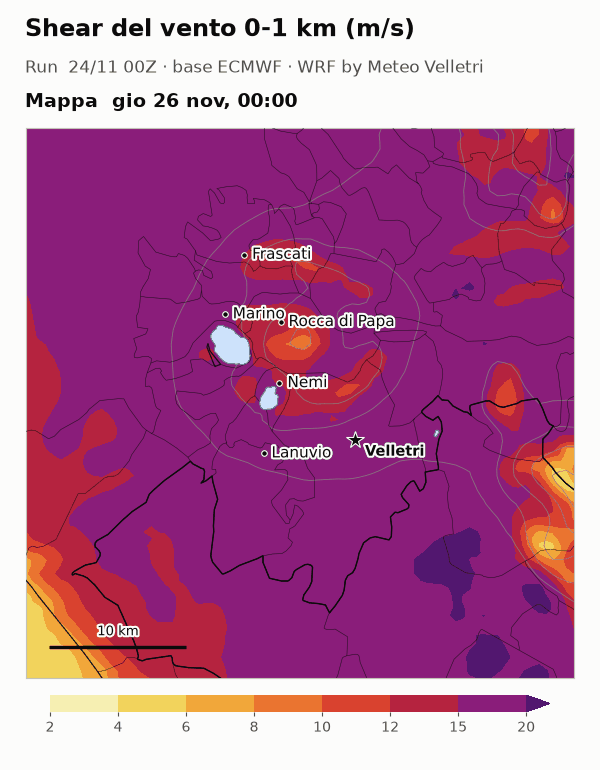 Shear del vento 0-1 km (m/s)
Run  24/11 00Z · base ECMWF · WRF by Meteo Velletri
Mappa  gio 26 nov, 00:00
Frascati
Marino
Rocca di Papa
Nemi
Velletri
Lanuvio
10 km
2 4 6 8 10 12 15 20